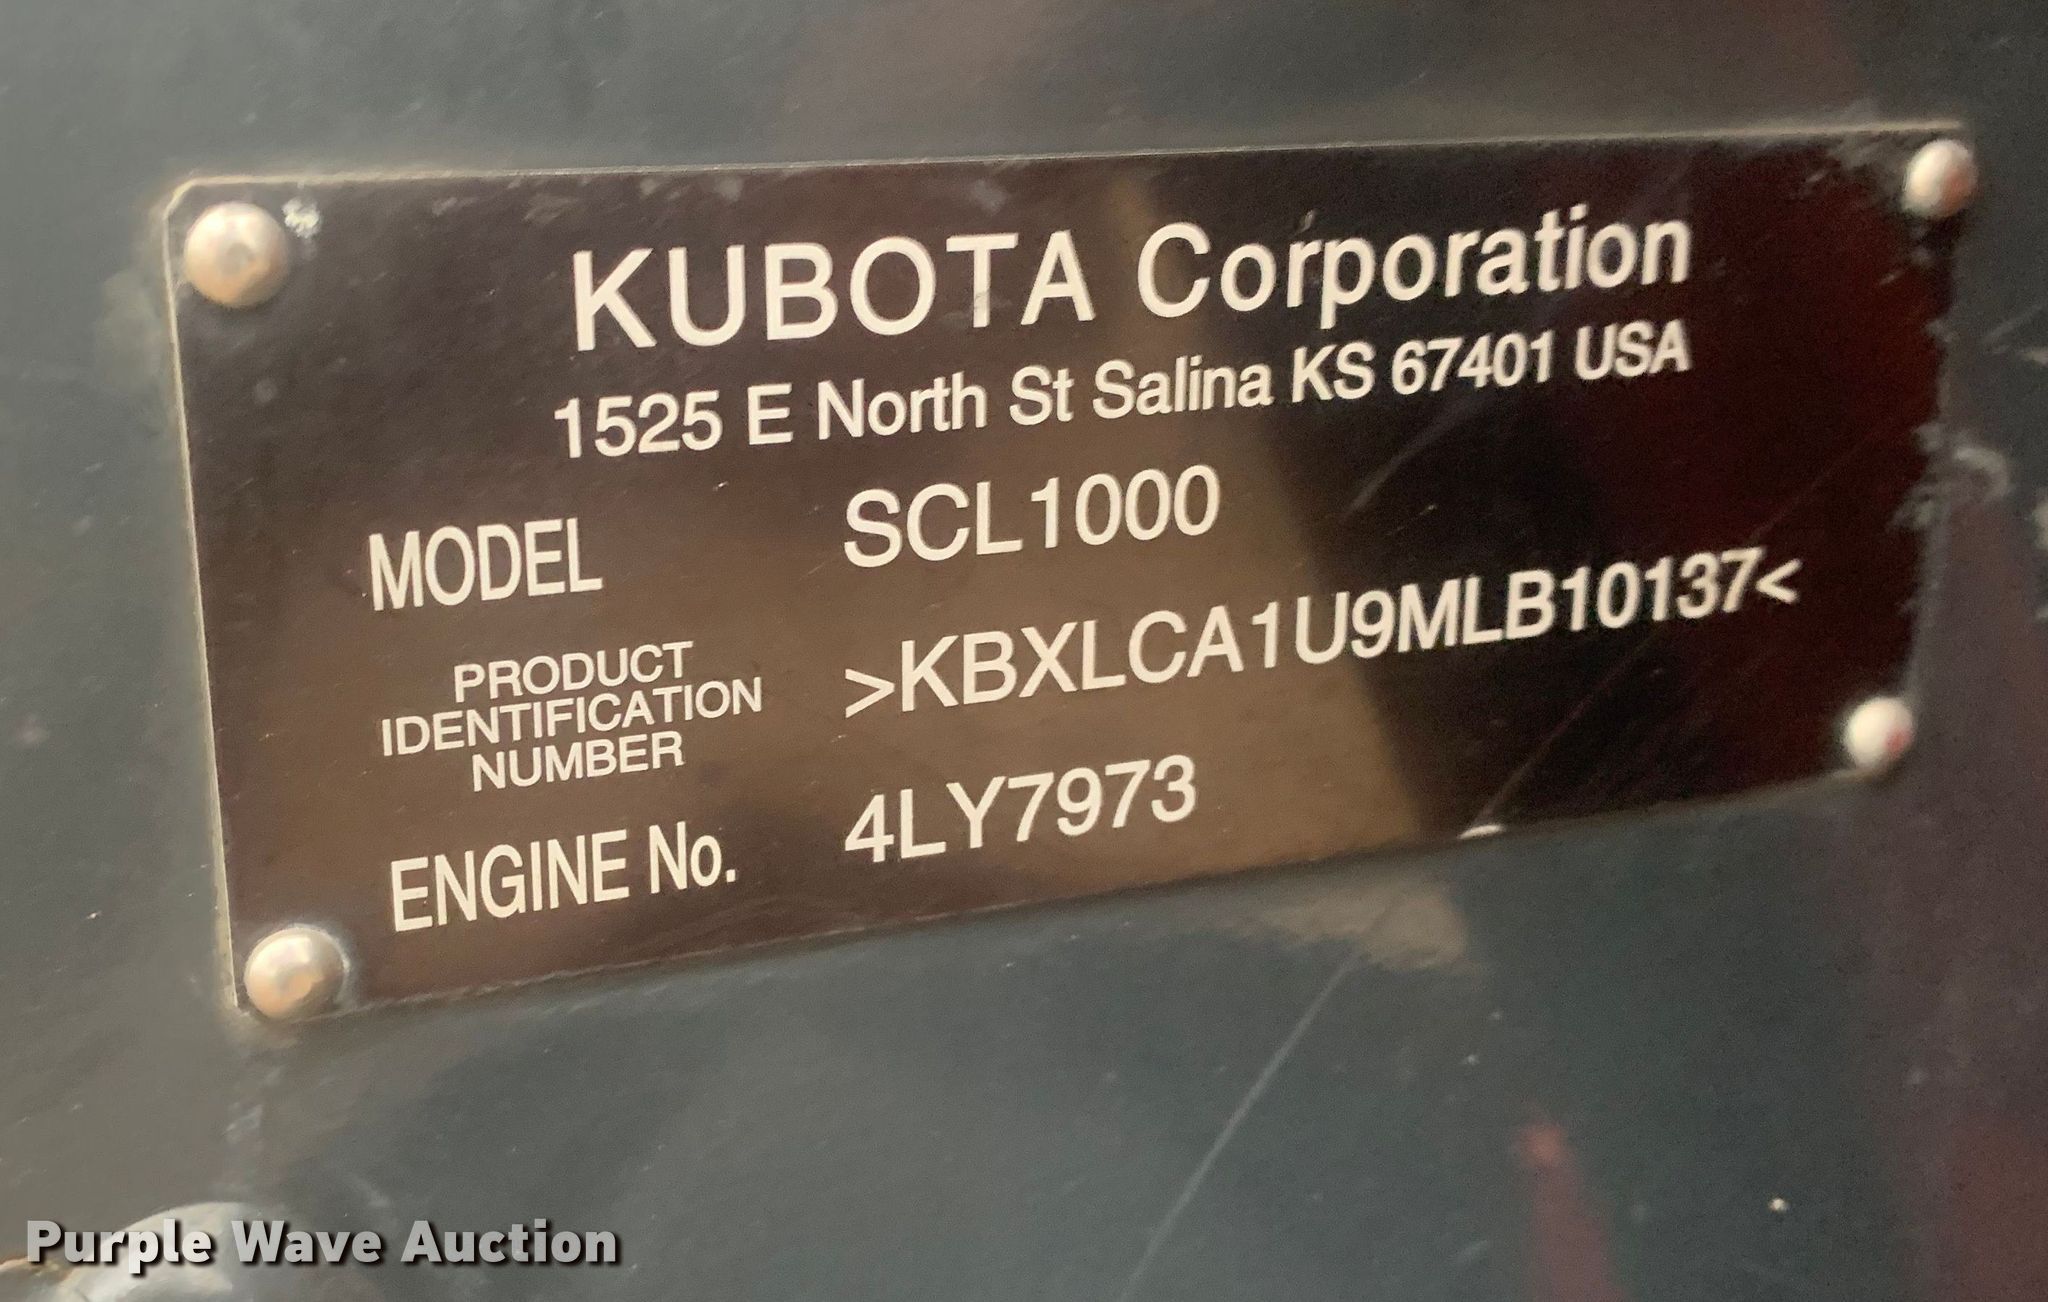 KUBOTA Corporation
1525 E North St Salina KS 67401 USA
MODEL SCL1000
PRODUCT
IDENTIFICATION
NUMBER
>KBXLCA1U9MLB10137<
ENGINE No. 4LY7973
Purple Wave Auction